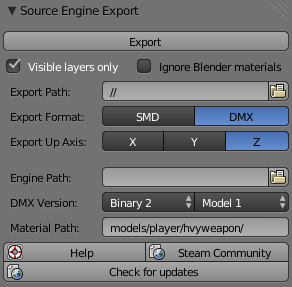 Source Engine Export
Export
Visible layers only Ignore Blender materials
Export Path: //
Export Format: SMD DMX
Export Up Axis: X Y Z
Engine Path:
DMX Version: Binary 2 Model 1
Material Path: models/player/hvyweapon/
Help Steam Community
Check for updates